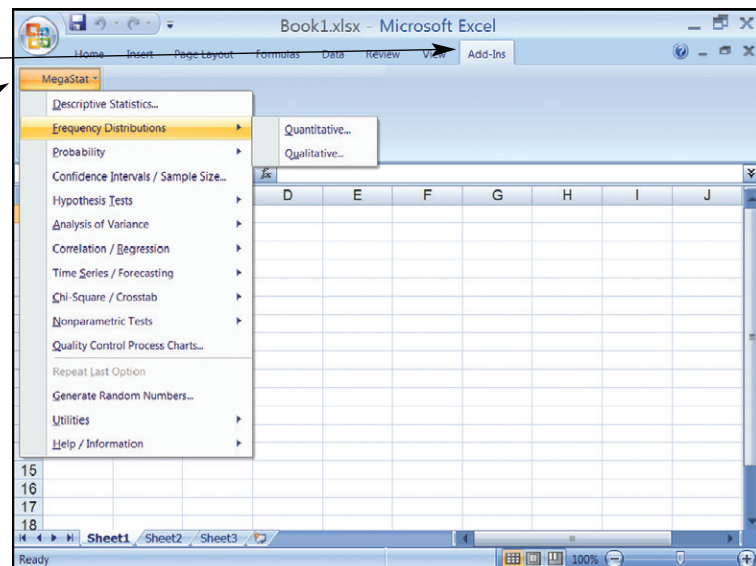 Book1.xlsx - Microsoft Excel
Home Insert Page Layout Formulas Data Review View Add-Ins
MegaStat
Descriptive Statistics...
Frequency Distributions
Quantitative...
Qualitative...
Probability
Confidence Intervals / Sample Size...
fx
Hypothesis Tests
D E F G H I J
Analysis of Variance
Correlation / Regression
Time Series / Forecasting
Chi-Square / Crosstab
Nonparametric Tests
Quality Control Process Charts...
Repeat Last Option
Generate Random Numbers...
Utilities
Help / Information
15
16
17
18
Sheet1 Sheet2 Sheet3
Ready 100%